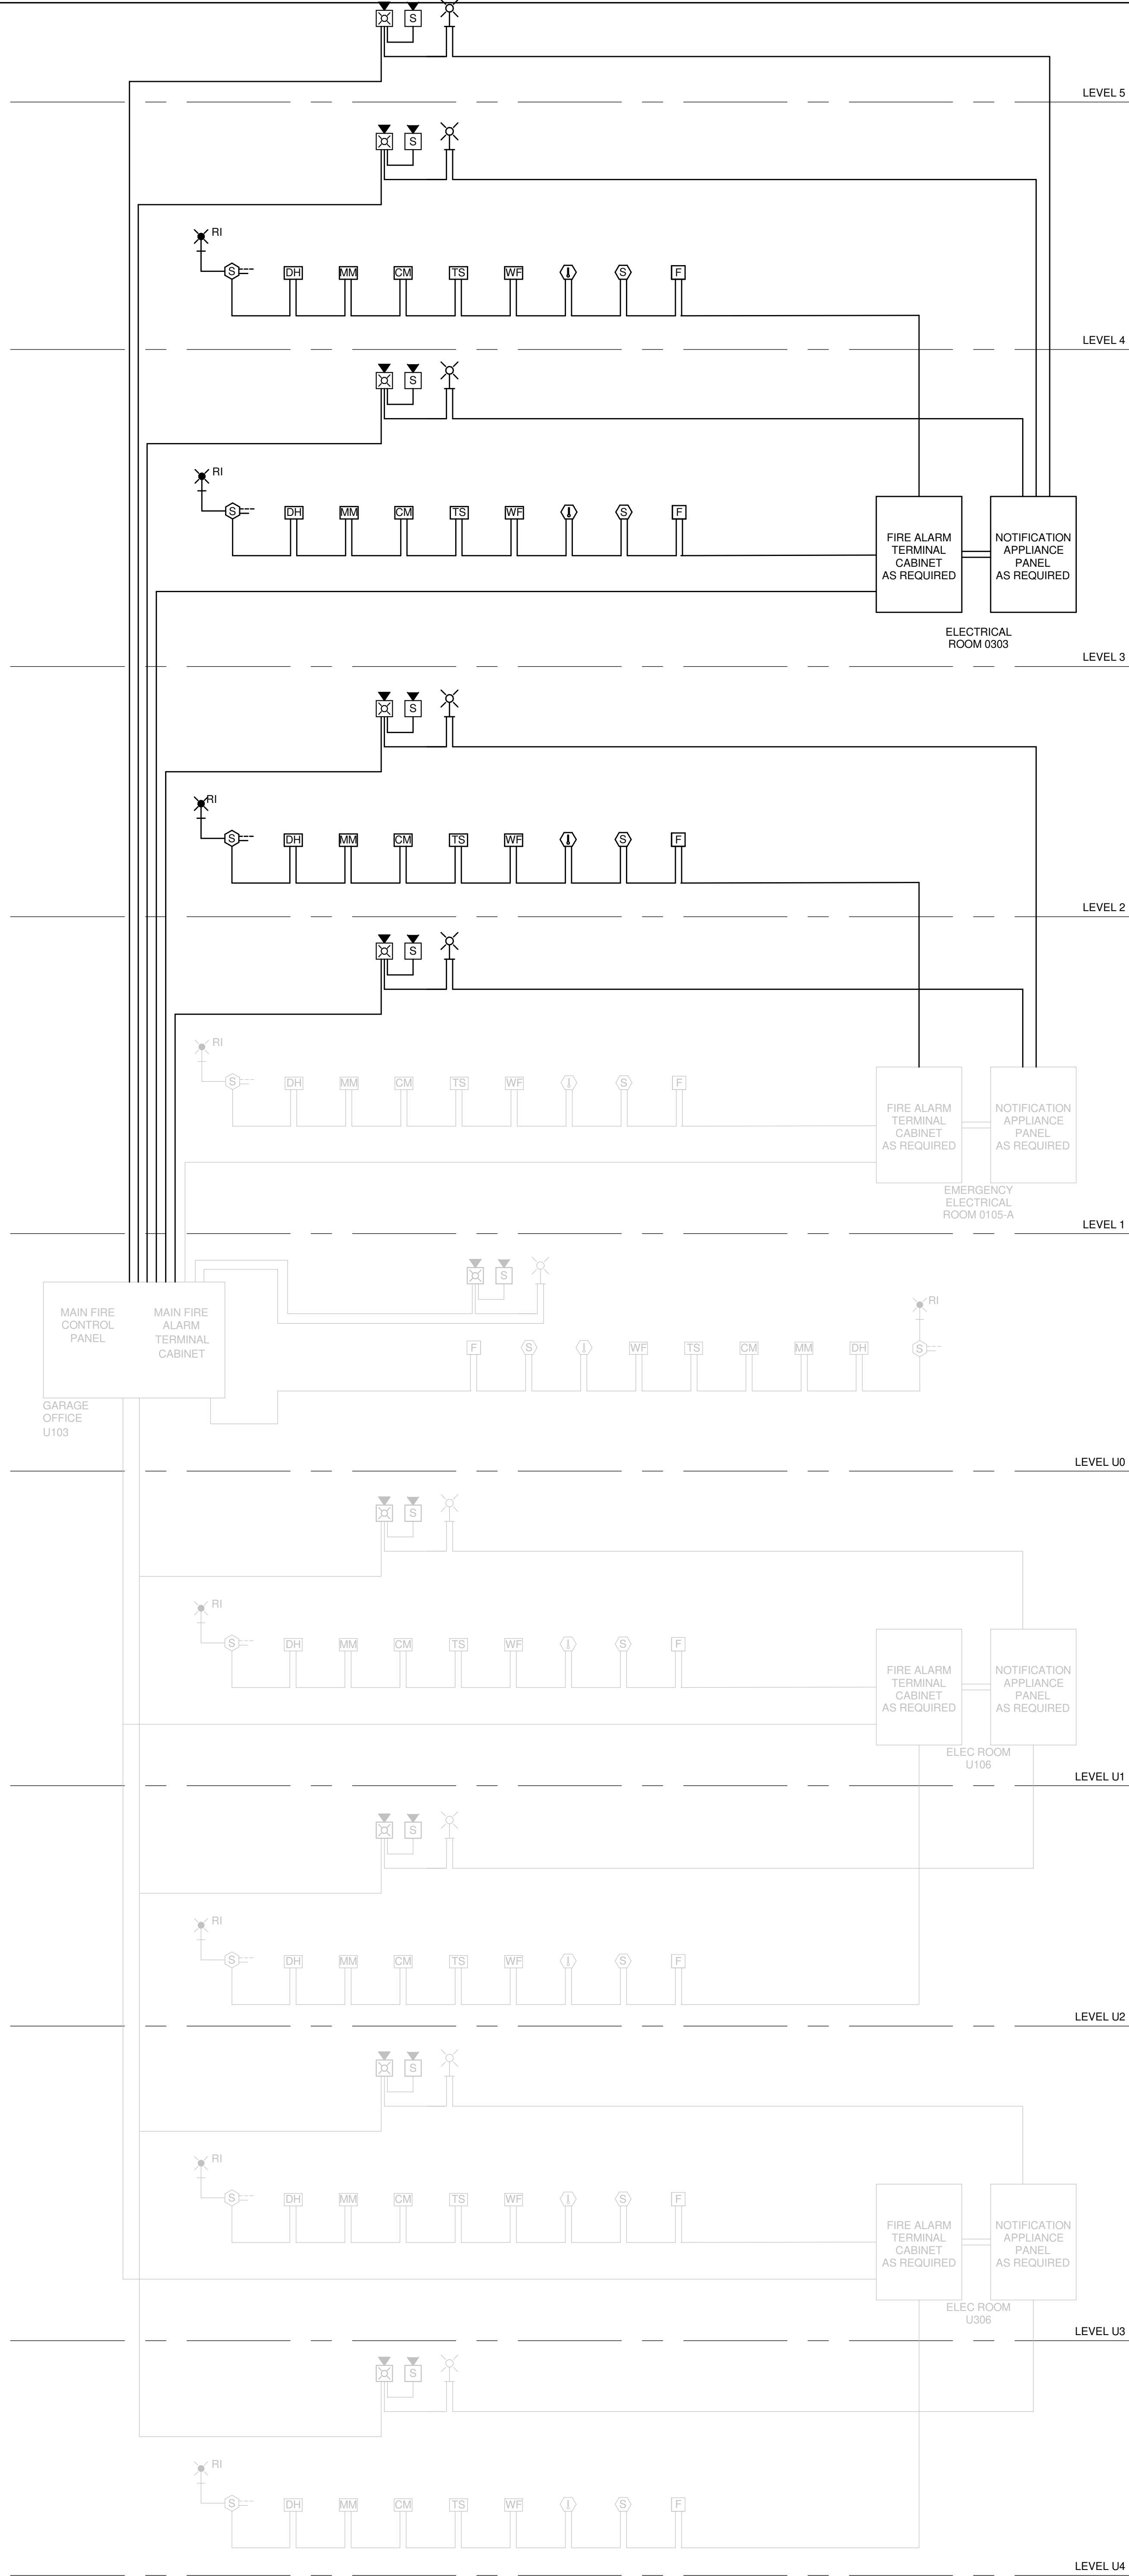 S
LEVEL 5
S
RI
S DH MM CM TS WF S F
LEVEL 4
S
RI
S DH MM CM TS WF S F
FIRE ALARM
TERMINAL
CABINET
AS REQUIRED
NOTIFICATION
APPLIANCE
PANEL
AS REQUIRED
ELECTRICAL
ROOM 0303
LEVEL 3
S
RI
S DH MM CM TS WF S F
LEVEL 2
S
RI
S DH MM CM TS WF S F
FIRE ALARM
TERMINAL
CABINET
AS REQUIRED
NOTIFICATION
APPLIANCE
PANEL
AS REQUIRED
EMERGENCY
ELECTRICAL
ROOM 0105-A
LEVEL 1
S
MAIN FIRE
CONTROL
PANEL
MAIN FIRE
ALARM
TERMINAL
CABINET
RI
F S WF TS CM MM DH S
GARAGE
OFFICE
U103
LEVEL U0
S
RI
S DH MM CM TS WF S F
FIRE ALARM
TERMINAL
CABINET
AS REQUIRED
NOTIFICATION
APPLIANCE
PANEL
AS REQUIRED
ELEC ROOM
U106
LEVEL U1
S
RI
S DH MM CM TS WF S F
LEVEL U2
S
RI
S DH MM CM TS WF S F
FIRE ALARM
TERMINAL
CABINET
AS REQUIRED
NOTIFICATION
APPLIANCE
PANEL
AS REQUIRED
ELEC ROOM
U306
LEVEL U3
S
RI
S DH MM CM TS WF S F
LEVEL U4